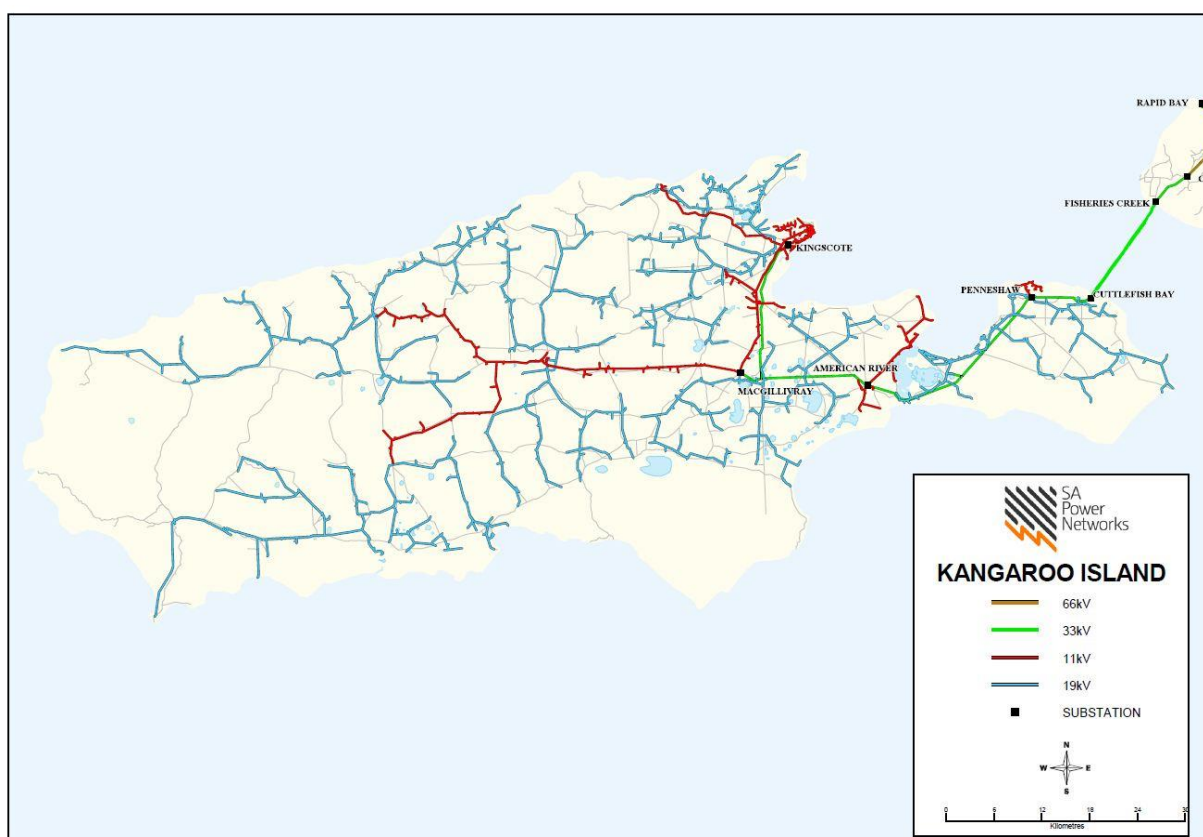 RAPID BAY
C
FISHERIES CREEK
KINGSCOTE
PENNESHAW
CUTTLEFISH BAY
AMERICAN RIVER
MACGILLIVRAY
SA
Power
Networks
KANGAROO ISLAND
66kV
33kV
11kV
19kV
SUBSTATION
N
W E
S
0 6 12 18 24 30
Kilometres